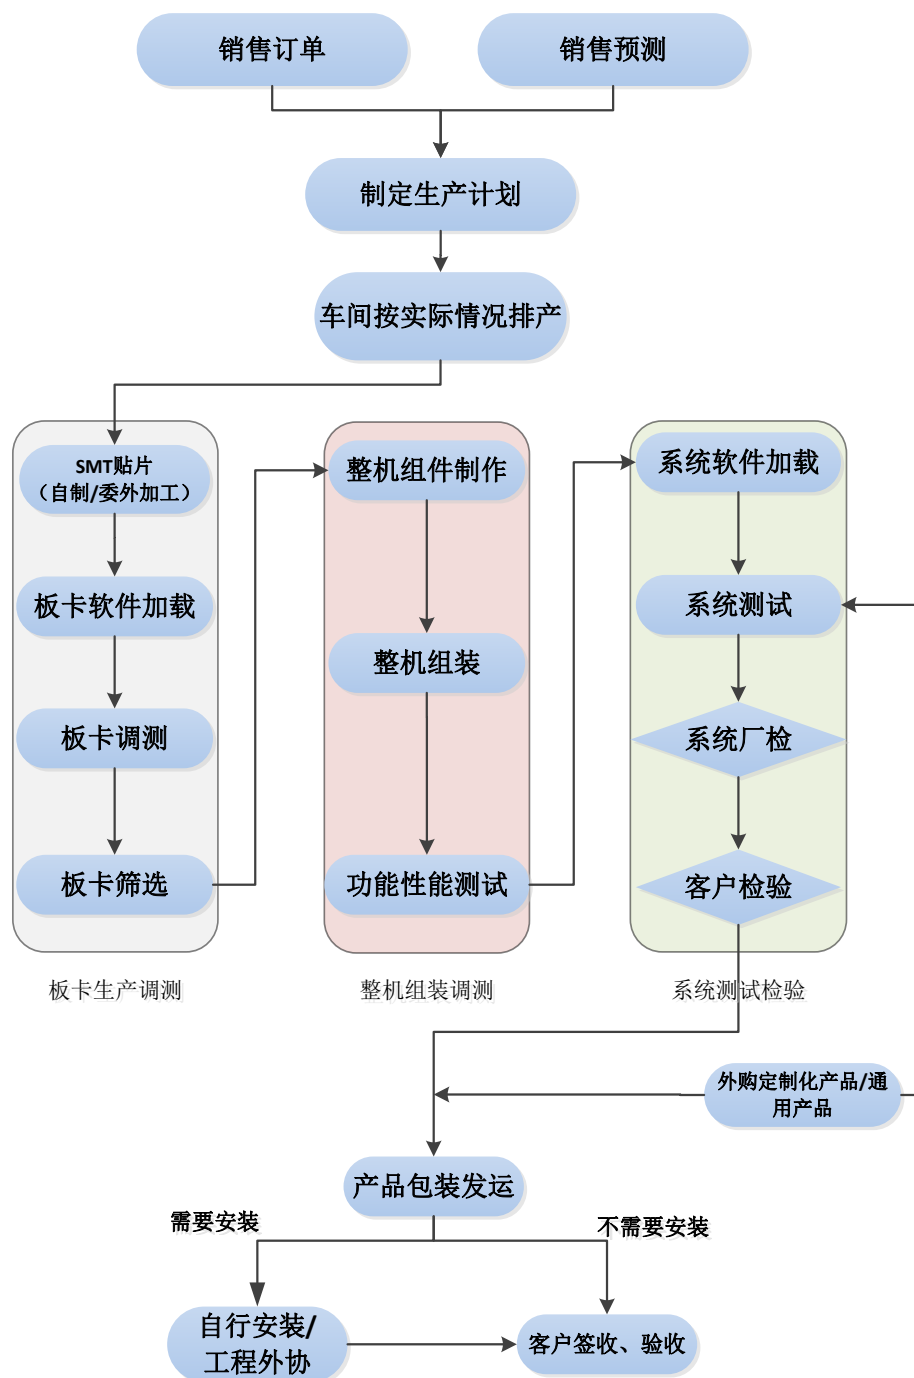 销售订单
销售预测
制定生产计划
车间按实际情况排产
SMT贴片
（自制/委外加工）
板卡软件加载
板卡调测
板卡筛选
板卡生产调测
整机组件制作
整机组装
功能性能测试
整机组装调测
系统软件加载
系统测试
系统厂检
客户检验
系统测试检验
外购定制化产品/通
用产品
产品包装发运
需要安装
不需要安装
自行安装/
工程外协
客户签收、验收